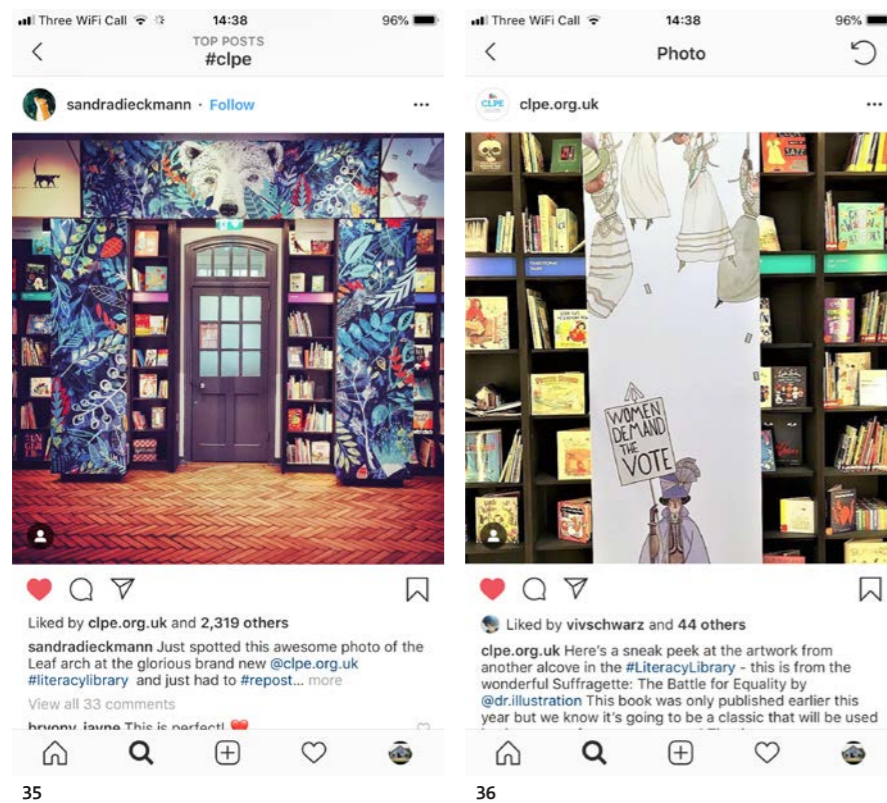 Three WiFi Call 14:38 96%
TOP POSTS
#clpe
sandradieckmann · Follow
Liked by clpe.org.uk and 2,319 others
sandradieckmann Just spotted this awesome photo of the
Leaf arch at the glorious brand new @clpe.org.uk
#literacylibrary and just had to #repost... more
View all 33 comments
bryony_jayne This is perfect!
35
Three WiFi Call 14:38 96%
Photo
CLPE clpe.org.uk
WOMEN
DEMAND
THE
VOTE
Liked by vivschwarz and 44 others
clpe.org.uk Here's a sneak peek at the artwork from
another alcove in the #LiteracyLibrary - this is from the
wonderful Suffragette: The Battle for Equality by
@dr.illustration This book was only published earlier this
year but we know it's going to be a classic that will be used
36